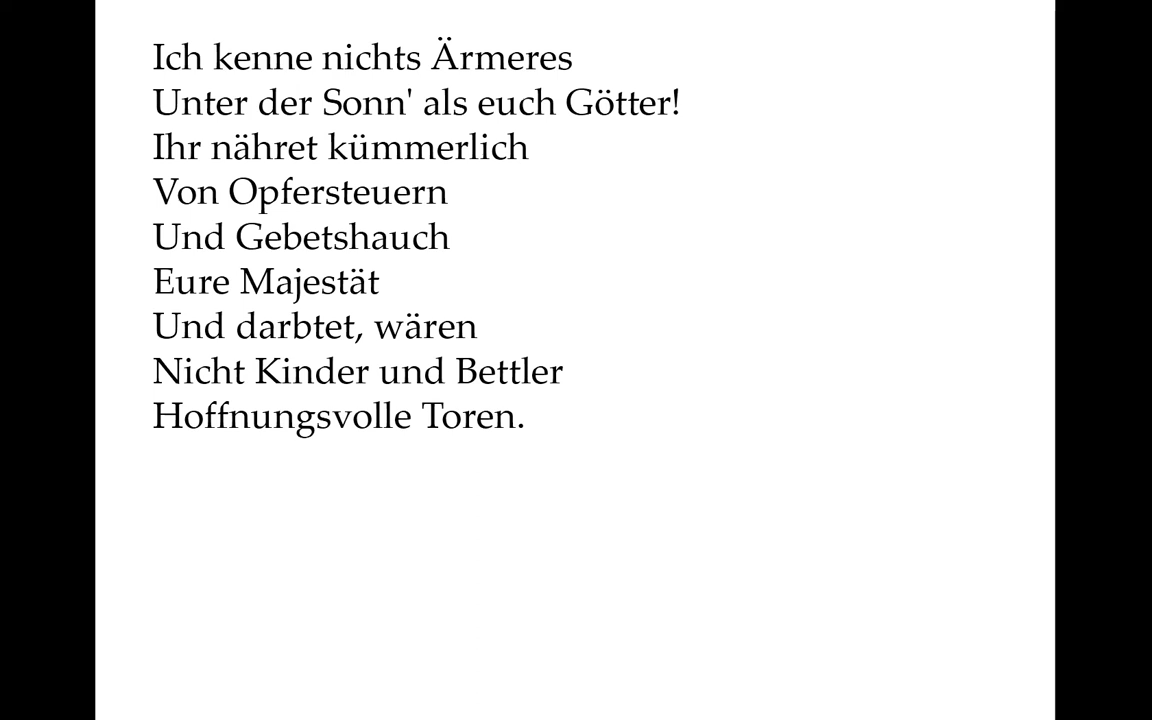 Ich kenne nichts Ärmeres
Unter der Sonn' als euch Götter!
Ihr nähret kümmerlich
Von Opfersteuern
Und Gebetshauch
Eure Majestät
Und darbtet, wären
Nicht Kinder und Bettler
Hoffnungsvolle Toren.